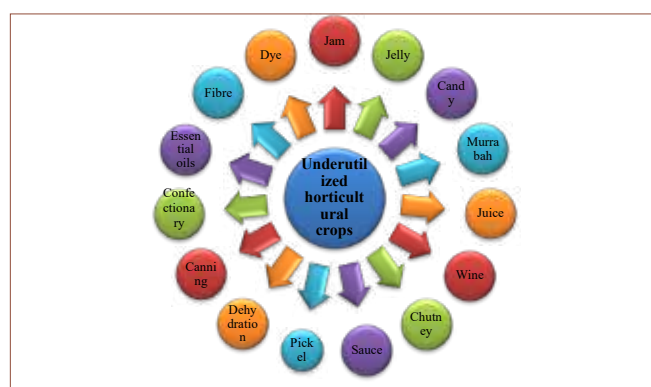 Underutil
ized
horticult
ural
crops
Jam
Jelly
Cand
y
Murra
bah
Juice
Wine
Chutn
ey
Sauce
Pick
el
Dehy
dratio
n
Canni
ng
Confe
ctiona
ry
Essen
tial
oils
Fibre
Dye